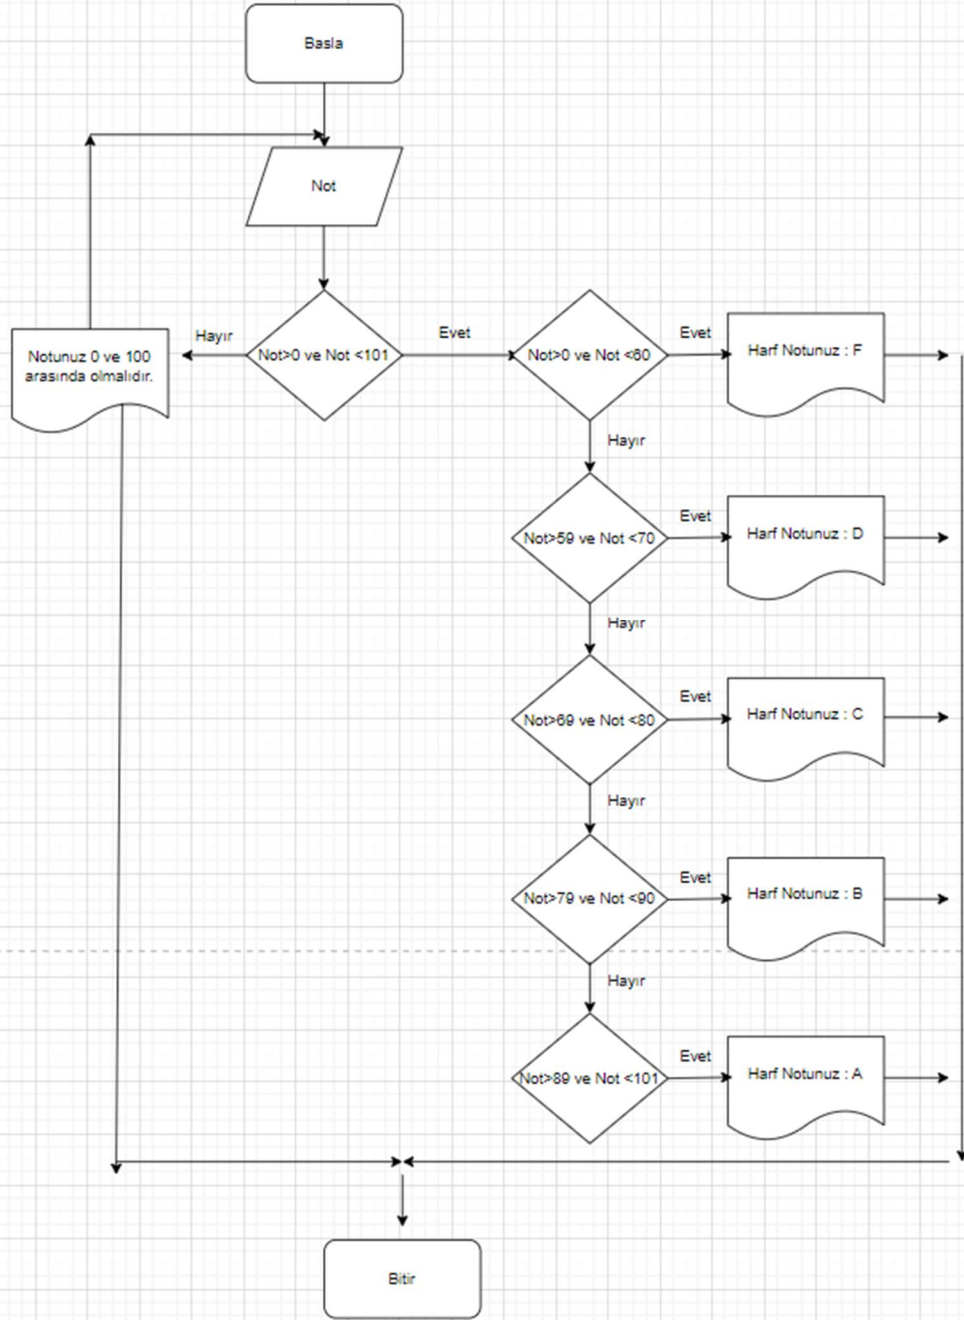 Basla
Not
Hayır
Evet
Evet
Notunuz 0 ve 100
arasında olmalıdır.
Not>0 ve Not <101
Not>0 ve Not <60
Harf Notunuz : F
Hayır
Evet
Not>59 ve Not <70
Harf Notunuz : D
Hayır
Evet
Not>69 ve Not <80
Harf Notunuz : C
Hayır
Evet
Not>79 ve Not <90
Harf Notunuz : B
Hayır
Evet
Not>89 ve Not <101
Harf Notunuz : A
Bitir